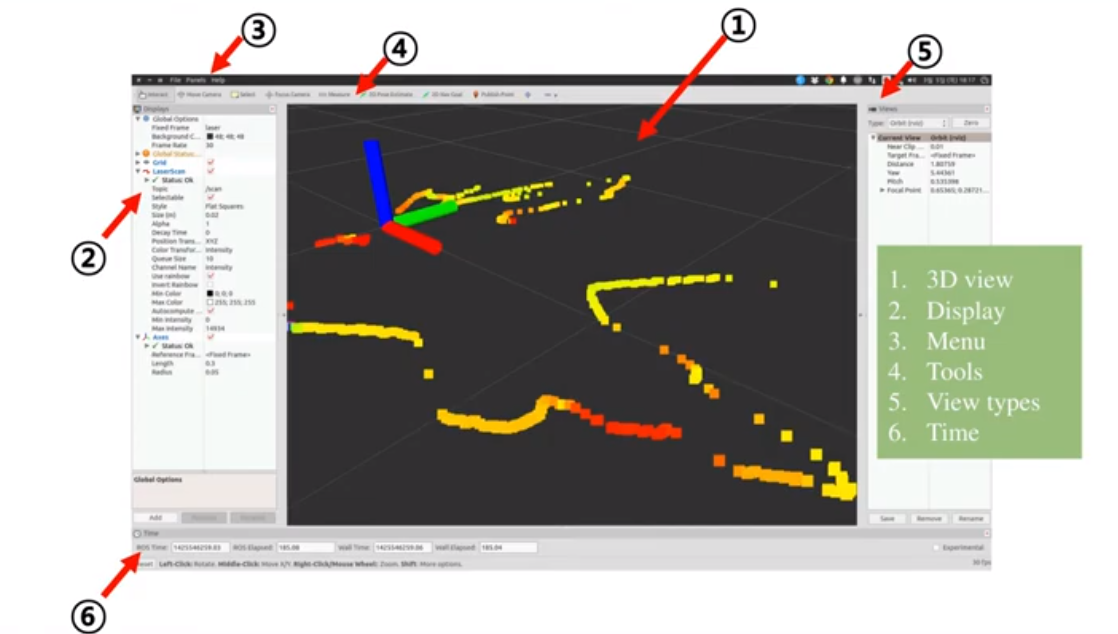 ③
①
④
⑤
File Panels Help
18:17
Interact Move Camera Select Focus Camera Measure 2D Pose Estimate 2D Nav Goal Publish Point
Displays
Views
Global Options
Type: Orbit (rviz) Zero
Fixed Frame laser
Background C... 48; 48; 48
Frame Rate 30
Global Status...
Grid
LaserScan
Status: Ok
Topic /scan
Selectable
Style Flat Squares
Size (m) 0.02
Alpha 1
Decay Time 0
Position Trans... XYZ
Color Transfor... Intensity
Queue Size 10
Channel Name intensity
Use rainbow
Invert Rainbow
Min Color 0; 0; 0
Max Color 255; 255; 255
Autocompute ...
Min Intensity 0
Max Intensity 14934
Axes
Status: Ok
Reference Fra... <Fixed Frame>
Length 0.3
Radius 0.05
Current View Orbit (rviz)
Near Clip ... 0.01
Target Fra... <Fixed Frame>
Distance 1.80759
Yaw 5.44361
Pitch 0.535398
Focal Point 0.65365; 0.28721...
②
1. 3D view
2. Display
3. Menu
4. Tools
5. View types
6. Time
Global Options
Add Remove Rename
Save Remove Rename
Time
ROS Time: 1425546259.03 ROS Elapsed: 185.08 Wall Time: 1425546259.06 Wall Elapsed: 185.04 Experimental
Reset Left-Click: Rotate. Middle-Click: Move X/Y. Right-Click/Mouse Wheel: Zoom. Shift: More options. 30 fps
⑥